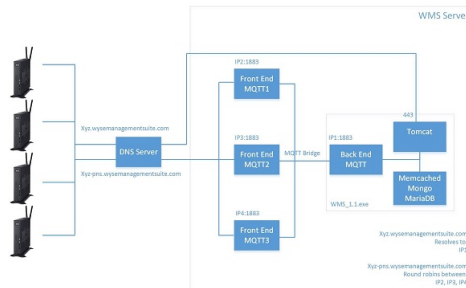 WMS Serve
IP2:1883
Front End
MQTT1
443
Tomcat
Xyz.wysemanagementsuite.com
DNS Server
IP3:1883
Front End
MQTT2
MQTT Bridge
IP1:1883
Back End
MQTT
Xyz-pns.wysemanagementsuite.com
Memcached
Mongo
MariaDB
WMS_1.1.exe
IP4:1883
Front End
MQTT3
Xyz.wysemanagementsuite.com
Resolves to
IP1
Xyz-pns.wysemanagementsuite.com
Round robins between
IP2, IP3, IP4